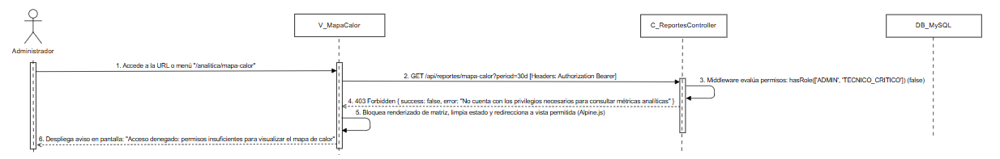 V_MapaCalor
C_ReportesController
DB_MySQL
Administrador
1. Accede a la URL o menú "/analitica/mapa-calor"
2. GET /api/reportes/mapa-calor?period=30d [Headers: Authorization Bearer]
3. Middleware evalúa permisos: hasRole(['ADMIN', 'TECNICO_CRITICO']) (false)
4. 403 Forbidden { success: false, error: "No cuenta con los privilegios necesarios para consultar métricas analíticas" }
5. Bloquea renderizado de matriz, limpia estado y redirecciona a vista permitida (Alpine.js)
6. Despliega aviso en pantalla: "Acceso denegado: permisos insuficientes para visualizar el mapa de calor"